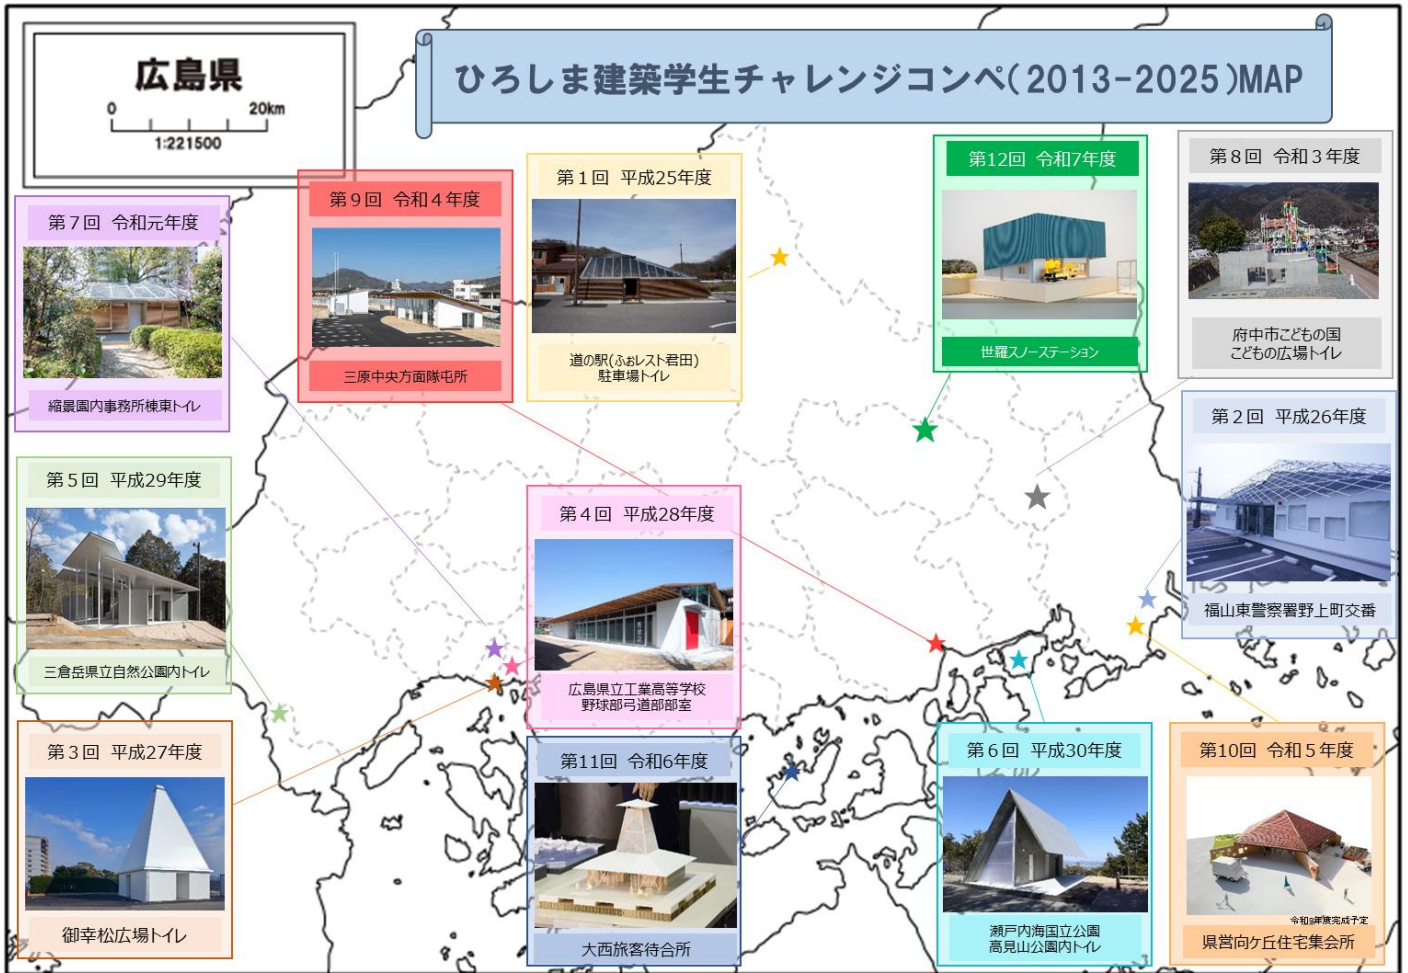 広島県
0 20km
1:221500
ひろしま建築学生チャレンジコンペ(2013-2025)MAP
第7回 令和元年度
縮景園内事務所棟東トイレ
第9回 令和4年度
三原中央方面隊屯所
第1回 平成25年度
道の駅(ふぉレスト君田)
駐車場トイレ
第12回 令和7年度
世羅スノーステーション
第8回 令和3年度
府中市こどもの国
こどもの広場トイレ
第2回 平成26年度
福山東警察署野上町交番
第5回 平成29年度
三倉岳県立自然公園内トイレ
第4回 平成28年度
広島県立工業高等学校
野球部弓道部部室
第3回 平成27年度
御幸松広場トイレ
第11回 令和6年度
大西旅客待合所
第6回 平成30年度
瀬戸内海国立公園
高見山公園内トイレ
第10回 令和5年度
令和9年度完成予定
県営向ケ丘住宅集会所